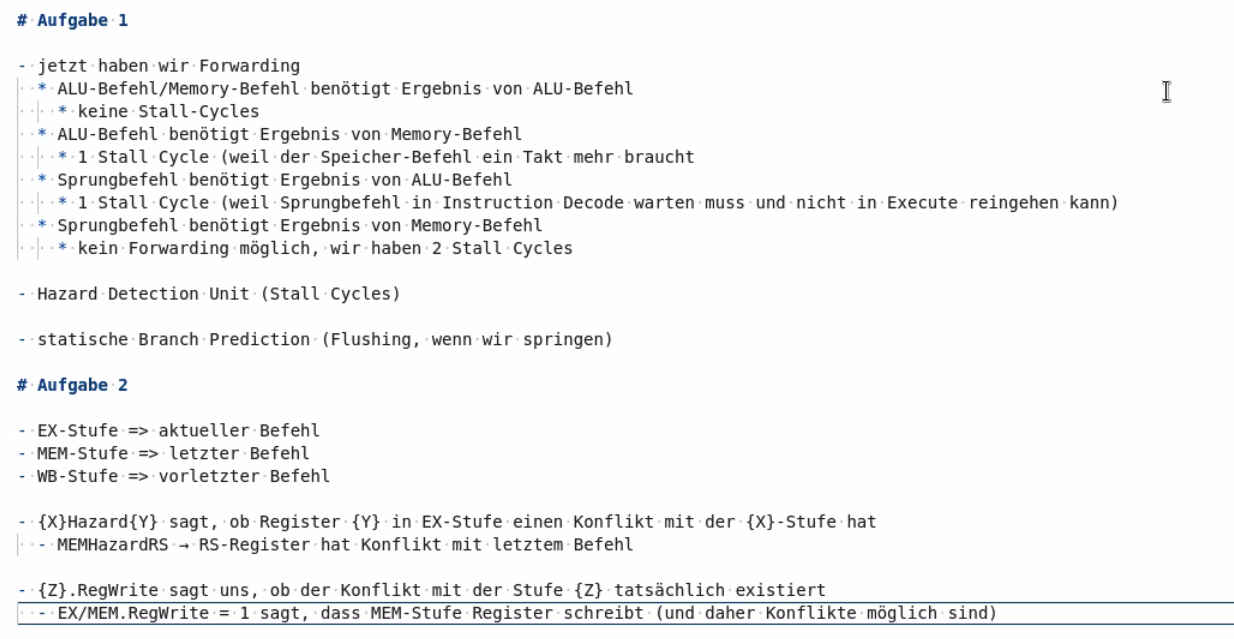 # Aufgabe 1
- jetzt haben wir Forwarding
* ALU-Befehl/Memory-Befehl benötigt Ergebnis von ALU-Befehl
* keine Stall-Cycles
* ALU-Befehl benötigt Ergebnis von Memory-Befehl
* 1 Stall Cycle (weil der Speicher-Befehl ein Takt mehr braucht
* Sprungbefehl benötigt Ergebnis von ALU-Befehl
* 1 Stall Cycle (weil Sprungbefehl in Instruction Decode warten muss und nicht in Execute reingehen kann)
* Sprungbefehl benötigt Ergebnis von Memory-Befehl
* kein Forwarding möglich, wir haben 2 Stall Cycles
- Hazard Detection Unit (Stall Cycles)
- statische Branch Prediction (Flushing, wenn wir springen)
# Aufgabe 2
- EX-Stufe => aktueller Befehl
- MEM-Stufe => letzter Befehl
- WB-Stufe => vorletzter Befehl
- {X}Hazard{Y} sagt, ob Register {Y} in EX-Stufe einen Konflikt mit der {X}-Stufe hat
- MEMHazardRS → RS-Register hat Konflikt mit letztem Befehl
- {Z}.RegWrite sagt uns, ob der Konflikt mit der Stufe {Z} tatsächlich existiert
- EX/MEM.RegWrite = 1 sagt, dass MEM-Stufe Register schreibt (und daher Konflikte möglich sind)